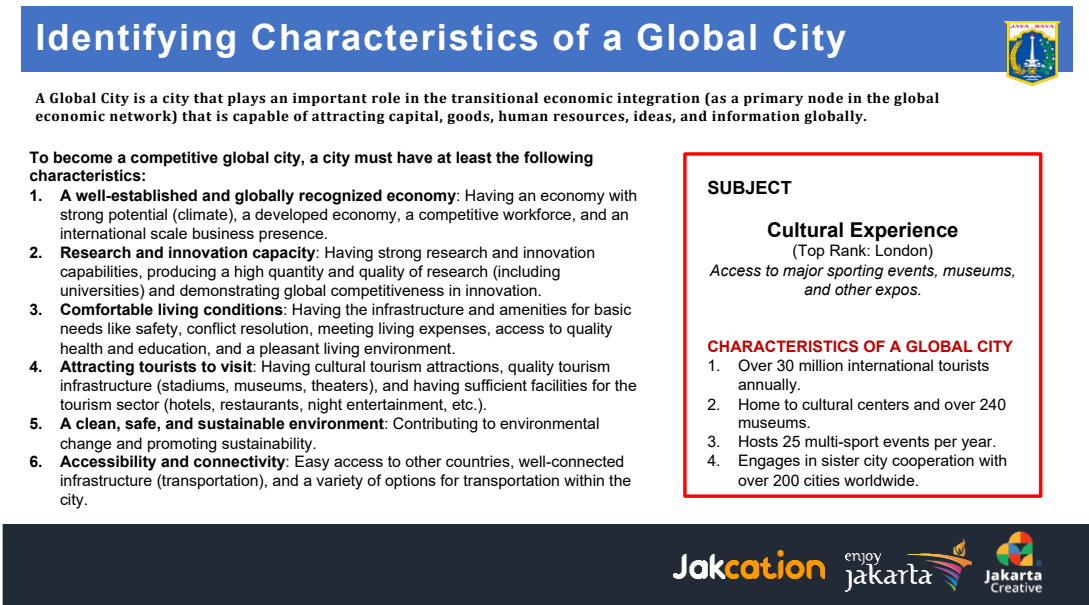 Identifying Characteristics of a Global City
JAYA RAYA
A Global City is a city that plays an important role in the transitional economic integration (as a primary node in the global
economic network) that is capable of attracting capital, goods, human resources, ideas, and information globally.
To become a competitive global city, a city must have at least the following
characteristics:
1. A well-established and globally recognized economy: Having an economy with
strong potential (climate), a developed economy, a competitive workforce, and an
international scale business presence.
2. Research and innovation capacity: Having strong research and innovation
capabilities, producing a high quantity and quality of research (including
universities) and demonstrating global competitiveness in innovation.
3. Comfortable living conditions: Having the infrastructure and amenities for basic
needs like safety, conflict resolution, meeting living expenses, access to quality
health and education, and a pleasant living environment.
4. Attracting tourists to visit: Having cultural tourism attractions, quality tourism
infrastructure (stadiums, museums, theaters), and having sufficient facilities for the
tourism sector (hotels, restaurants, night entertainment, etc.).
5. A clean, safe, and sustainable environment: Contributing to environmental
change and promoting sustainability.
6. Accessibility and connectivity: Easy access to other countries, well-connected
infrastructure (transportation), and a variety of options for transportation within the
city.
SUBJECT
Cultural Experience
(Top Rank: London)
Access to major sporting events, museums,
and other expos.
CHARACTERISTICS OF A GLOBAL CITY
1. Over 30 million international tourists
annually.
2. Home to cultural centers and over 240
museums.
3. Hosts 25 multi-sport events per year.
4. Engages in sister city cooperation with
over 200 cities worldwide.
Jakcation
enjoy
jakarta
Jakarta
Creative